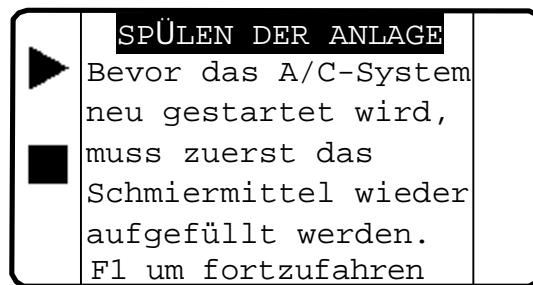 SPÜLEN DER ANLAGE
Bevor das A/C-System
neu gestartet wird,
muss zuerst das
Schmiermittel wieder
aufgefüllt werden.
F1 um fortzufahren